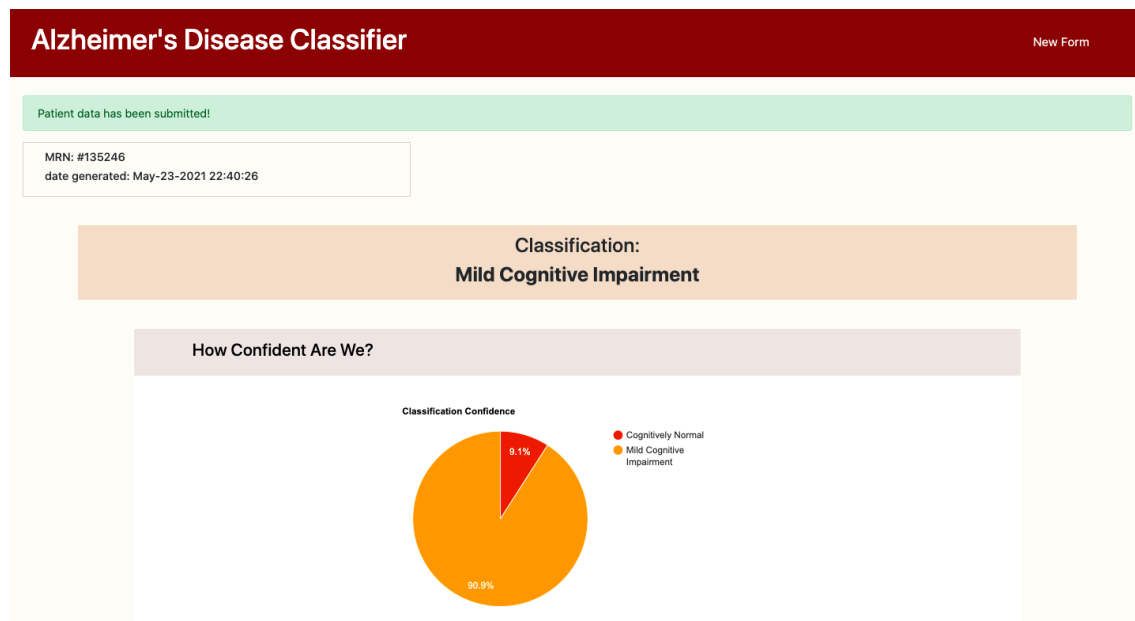 Alzheimer's Disease Classifier
New Form
Patient data has been submitted!
MRN: #135246
date generated: May-23-2021 22:40:26
Classification:
Mild Cognitive Impairment
How Confident Are We?
Classification Confidence
Cognitively Normal
Mild Cognitive
Impairment
9.1%
90.9%